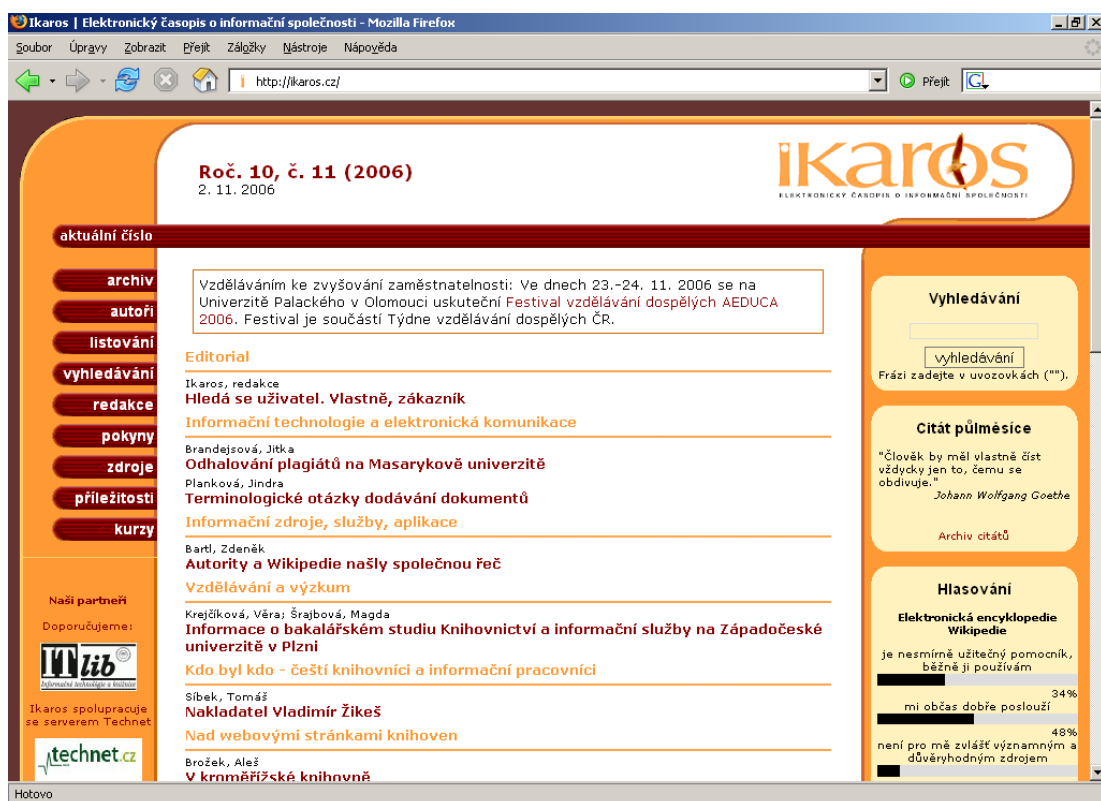 Ikaros | Elektronický časopis o informační společnosti - Mozilla Firefox
Soubor Úpravy Zobrazit Přejít Záložky Nástroje Nápověda
http://ikaros.cz/
Přejít
G
Roč. 10, č. 11 (2006)
2. 11. 2006
ikaros
ELEKTRONICKÝ ČASOPIS O INFORMAČNÍ SPOLEČNOSTI
aktuální číslo
archiv
autoři
listování
vyhledávání
redakce
pokyny
zdroje
příležitosti
kurzy
Naši partneři
Doporučujeme:
ITlib
Informačné technológie a knižnice
Ikaros spolupracuje
se serverem Technet
technet.cz
Vzděláváním ke zvyšování zaměstnatelnosti: Ve dnech 23.-24. 11. 2006 se na
Univerzitě Palackého v Olomouci uskuteční Festival vzdělávání dospělých AEDUCA
2006. Festival je součástí Týdne vzdělávání dospělých ČR.
Editorial
Ikaros, redakce
Hledá se uživatel. Vlastně, zákazník
Informační technologie a elektronická komunikace
Brandejsová, Jitka
Odhalování plagiátů na Masarykově univerzitě
Planková, Jindra
Terminologické otázky dodávání dokumentů
Informační zdroje, služby, aplikace
Bartl, Zdeněk
Autority a Wikipedie našly společnou řeč
Vzdělávání a výzkum
Krejčíková, Věra; Šrajbová, Magda
Informace o bakalářském studiu Knihovnictví a informační služby na Západočeské
univerzitě v Plzni
Kdo byl kdo - čeští knihovníci a informační pracovníci
Síbek, Tomáš
Nakladatel Vladimír Žikeš
Nad webovými stránkami knihoven
Brožek, Aleš
V kroměřížské knihovně
Vyhledávání
vyhledávání
Frázi zadejte v uvozovkách ("").
Citát půlměsíce
"Člověk by měl vlastně číst
vždycky jen to, čemu se
obdivuje."
Johann Wolfgang Goethe
Archiv citátů
Hlasování
Elektronická encyklopedie
Wikipedie
je nesmírně užitečný pomocník,
běžně ji používám
34%
mi občas dobře poslouží
48%
není pro mě zvlášť významným a
důvěryhodným zdrojem
Hotovo